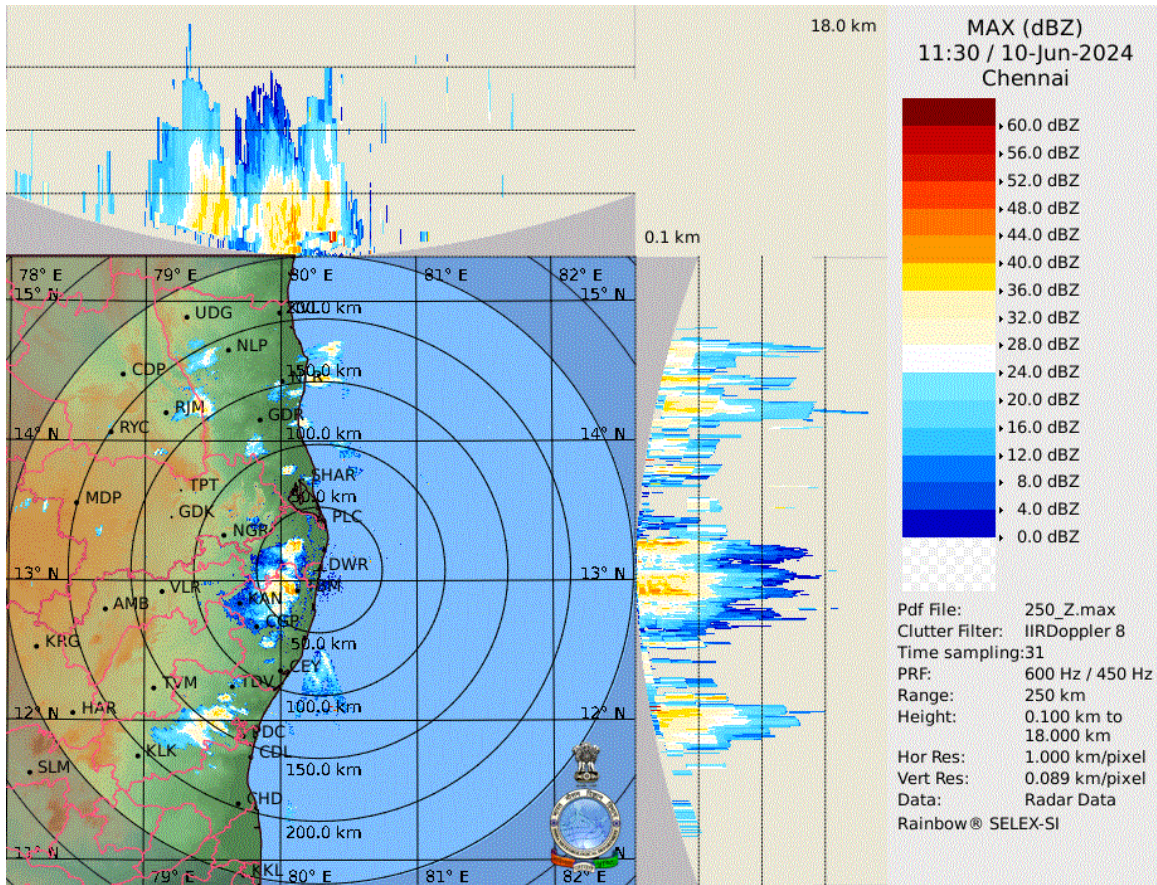 18.0 km
0.1 km
MAX (dBZ)
11:30 / 10-Jun-2024
Chennai
60.0 dBZ
56.0 dBZ
52.0 dBZ
48.0 dBZ
44.0 dBZ
40.0 dBZ
36.0 dBZ
32.0 dBZ
28.0 dBZ
24.0 dBZ
20.0 dBZ
16.0 dBZ
12.0 dBZ
8.0 dBZ
4.0 dBZ
0.0 dBZ
Pdf File: 250_Z.max
Clutter Filter: IIRDoppler 8
Time sampling:31
PRF: 600 Hz / 450 Hz
Range: 250 km
Height: 0.100 km to
18.000 km
Hor Res: 1.000 km/pixel
Vert Res: 0.089 km/pixel
Data: Radar Data
Rainbow® SELEX-SI
78° E 79° E 80° E 81° E 82° E
15° N 15° N
UDG 200.0 km
NLP
CDP 150.0 km
RJM GDR
RYC 100.0 km
14° N 14° N
SHAR
TPT
MDP 50.0 km
GDK PLC
NGR
DWR
13° N 13° N
VLR
AMB KAN
CGP
KRG 50.0 km
CEY
TVM TDV
HAR 100.0 km
12° N 12° N
PDC
KLK CDL
SLM 150.0 km
CHD
200.0 km
11° N 11° N
KKL
79° E 80° E 81° E 82° E